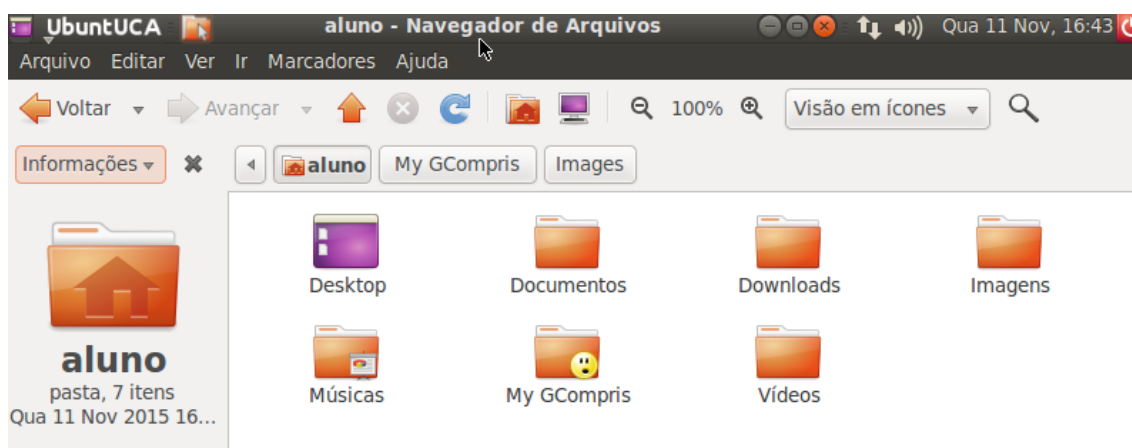 UbuntUCA aluno - Navegador de Arquivos Qua 11 Nov, 16:43
Arquivo Editar Ver Ir Marcadores Ajuda
Voltar Avançar 100% Visão em ícones
Informações aluno My GCompris Images
Desktop Documentos Downloads Imagens
Músicas My GCompris Vídeos
aluno
pasta, 7 itens
Qua 11 Nov 2015 16...